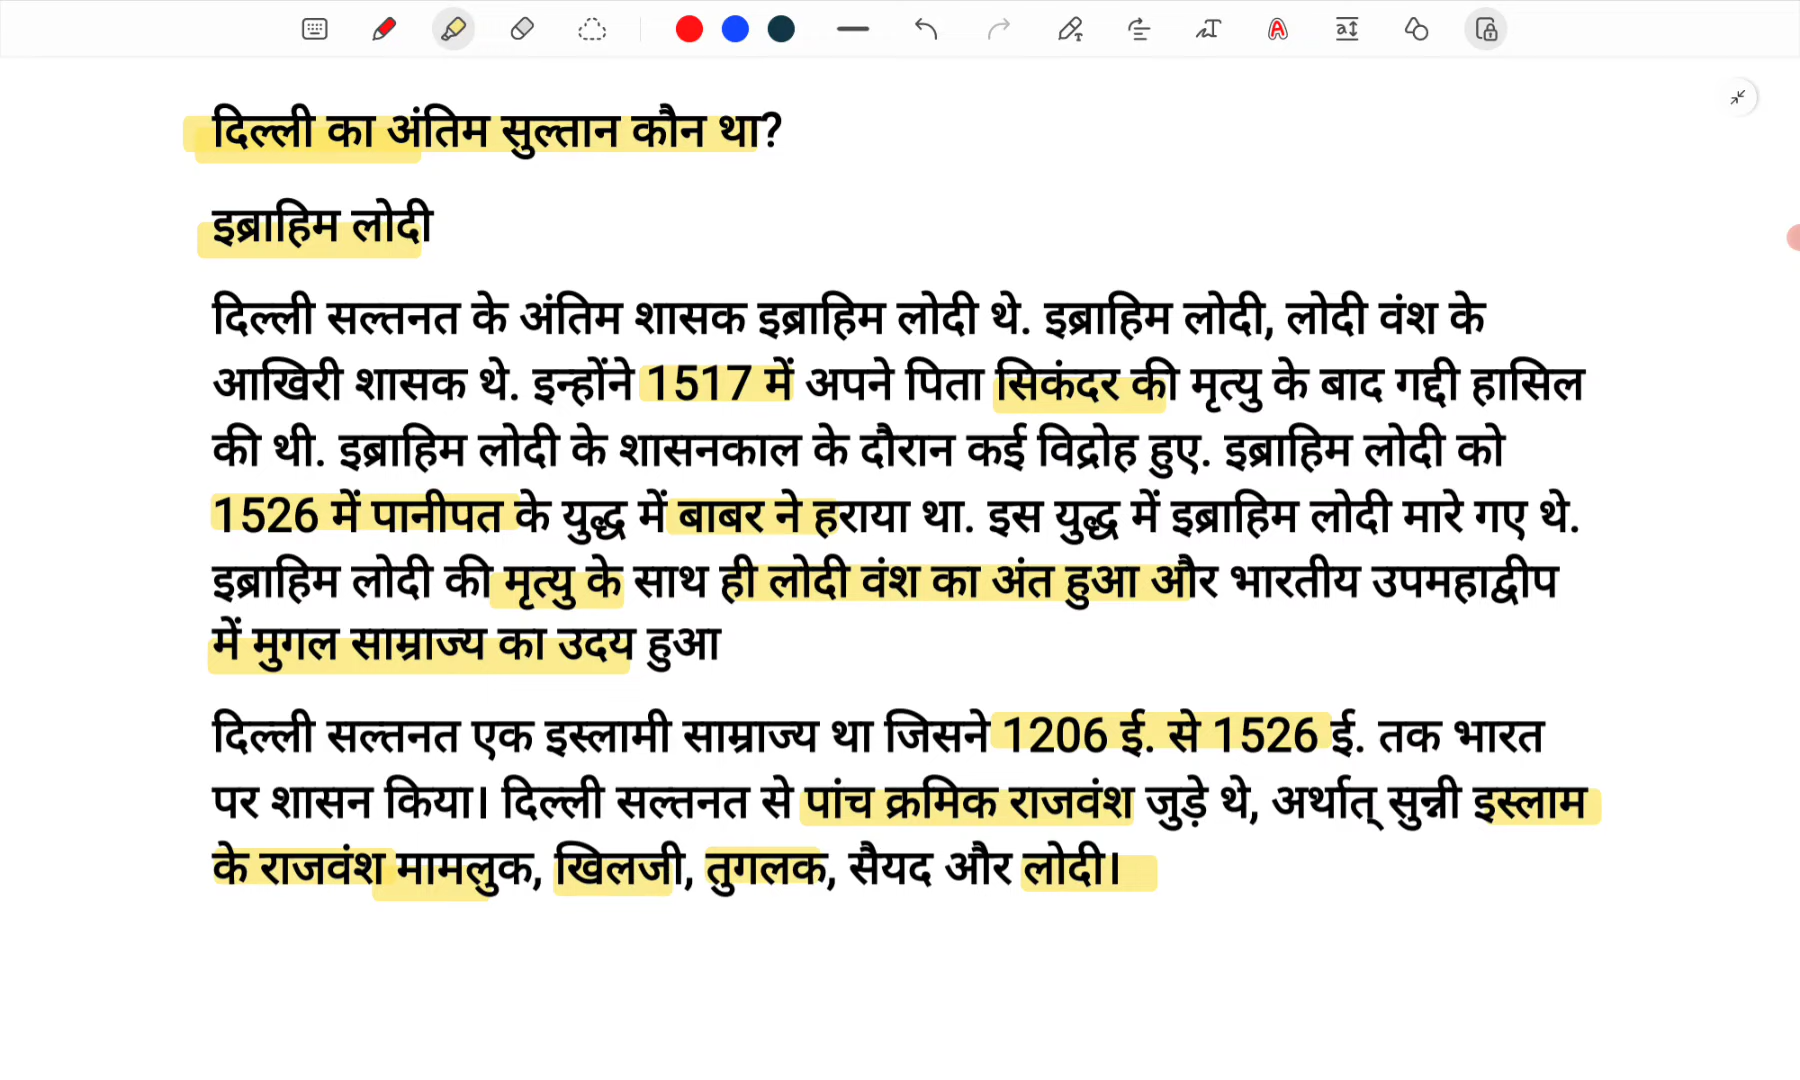 दिल्ली का अंतिम सुल्तान कौन था?
इब्राहिम लोदी
दिल्ली सल्तनत के अंतिम शासक इब्राहिम लोदी थे. इब्राहिम लोदी, लोदी वंश के
आखिरी शासक थे. इन्होंने 1517 में अपने पिता सिकंदर की मृत्यु के बाद गद्दी हासिल
की थी. इब्राहिम लोदी के शासनकाल के दौरान कई विद्रोह हुए. इब्राहिम लोदी को
1526 में पानीपत के युद्ध में बाबर ने हराया था. इस युद्ध में इब्राहिम लोदी मारे गए थे.
इब्राहिम लोदी की मृत्यु के साथ ही लोदी वंश का अंत हुआ और भारतीय उपमहाद्वीप
में मुगल साम्राज्य का उदय हुआ
दिल्ली सल्तनत एक इस्लामी साम्राज्य था जिसने 1206 ई. से 1526 ई. तक भारत
पर शासन किया। दिल्ली सल्तनत से पांच क्रमिक राजवंश जुड़े थे, अर्थात् सुन्नी इस्लाम
के राजवंश मामलुक, खिलजी, तुगलक, सैयद और लोदी।